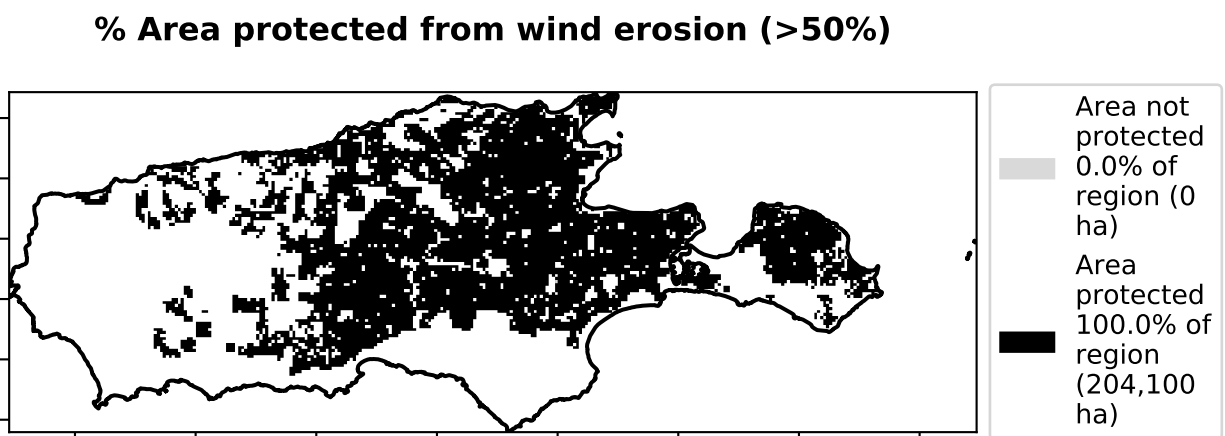 % Area protected from wind erosion (>50%)
Area not
protected
0.0% of
region (0
ha)
Area
protected
100.0% of
region
(204,100
ha)